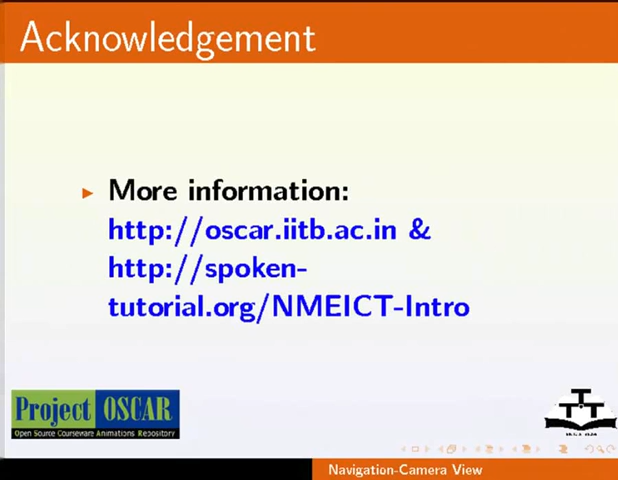 Acknowledgement
More information:
http://oscar.iitb.ac.in &
http://spoken-
tutorial.org/NMEICT-Intro
Project OSCAR
Open Source Courseware Animations Repository
Navigation-Camera View